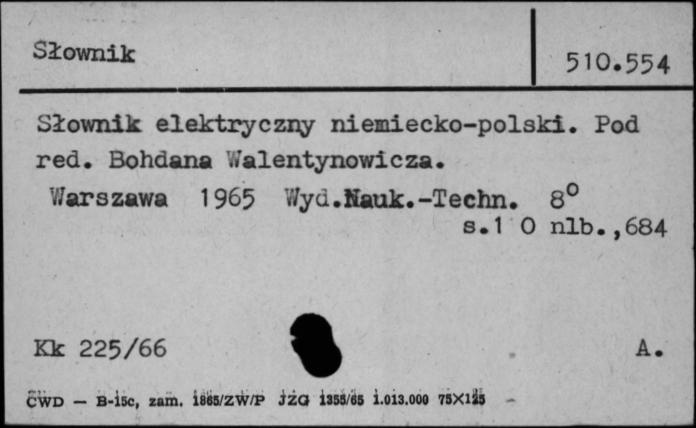 Słownik
510.554
Słownik elektryczny niemiecko-polski. Pod
red. Bohdana Walentynowicza.
Warszawa 1965 Wyd.Nauk.-Techn. 8°
s.1 0 nlb.,684
Kk 225/66
A.
CWD — B-15c, zam. 1865/ZW/P JZG 1355/65 1.013.000 75X125